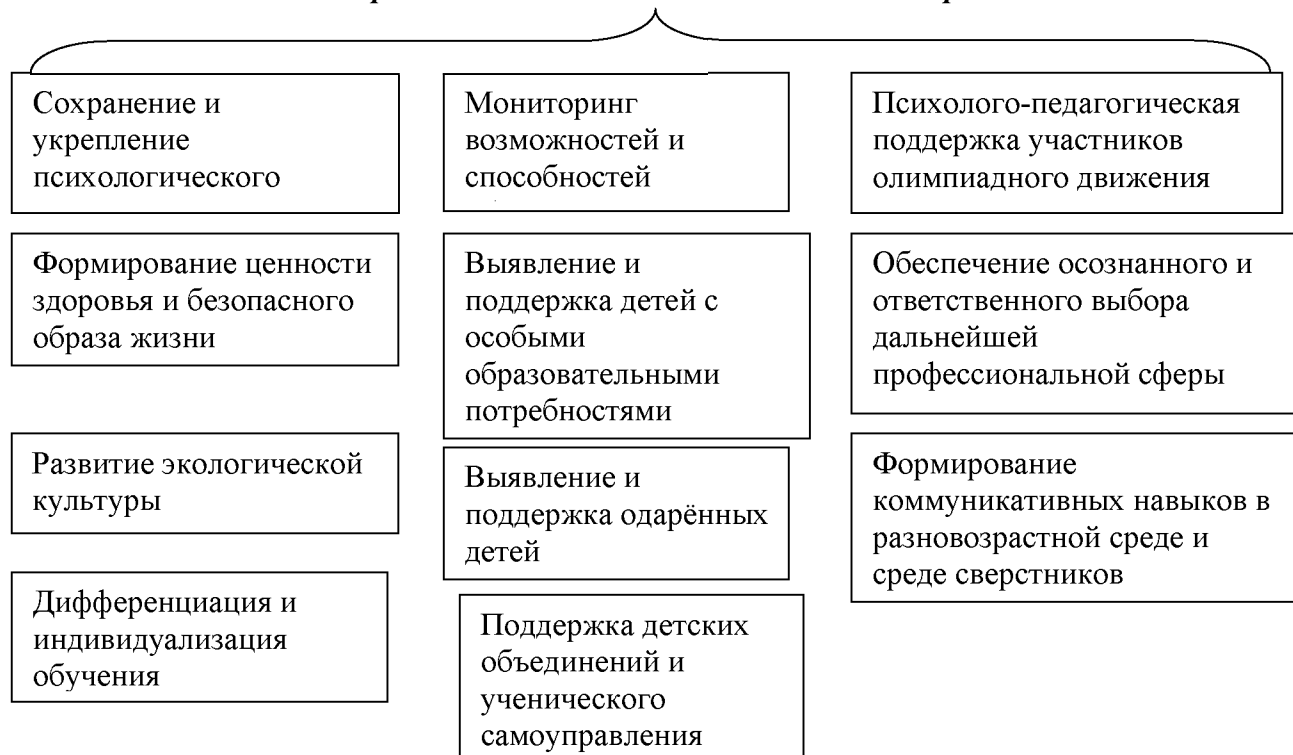 Сохранение и
укрепление
психологического
Мониторинг
возможностей и
способностей
Психолого-педагогическая
поддержка участников
олимпиадного движения
Формирование ценности
здоровья и безопасного
образа жизни
Выявление и
поддержка детей с
особыми
образовательными
потребностями
Обеспечение осознанного и
ответственного выбора
дальнейшей
профессиональной сферы
Развитие экологической
культуры
Выявление и
поддержка одарённых
детей
Формирование
коммуникативных навыков в
разновозрастной среде и
среде сверстников
Дифференциация и
индивидуализация
обучения
Поддержка детских
объединений и
ученического
самоуправления